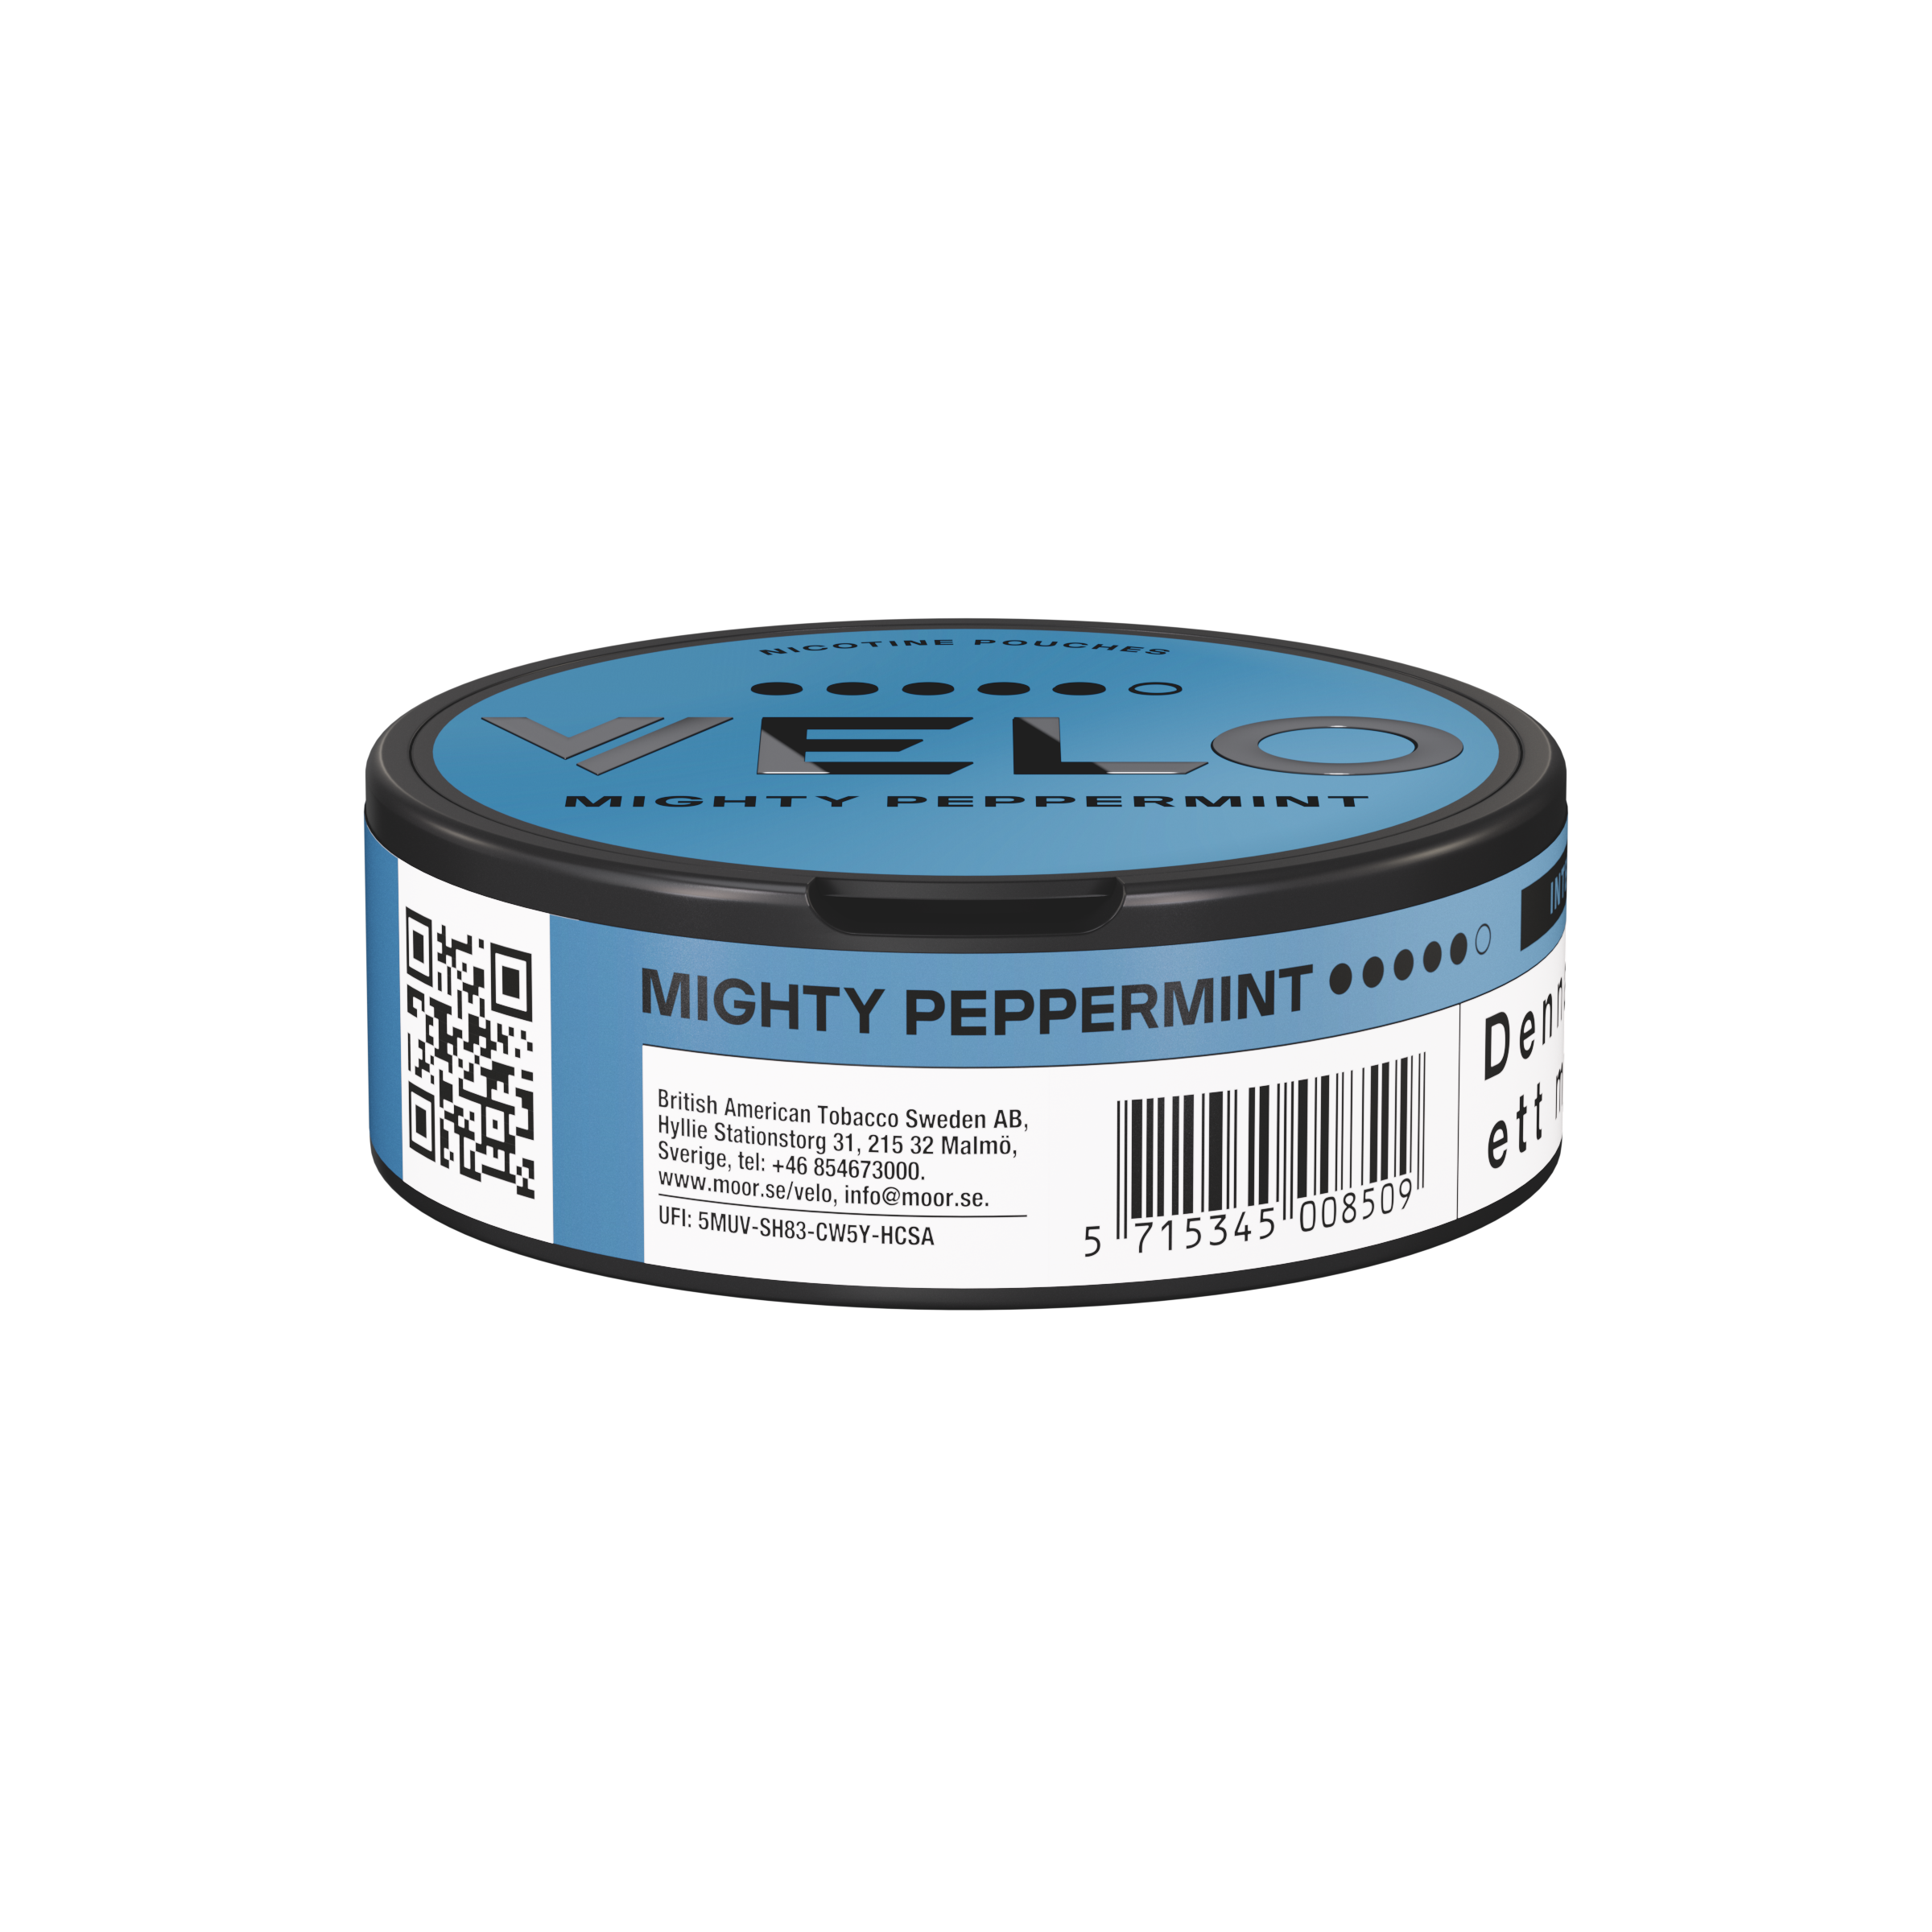 NICOTINE POUCHES
VELO
MIGHTY PEPPERMINT
MIGHTY PEPPERMINT
British American Tobacco Sweden AB,
Hyllie Stationstorg 31, 215 32 Malmö,
Sverige, tel: +46 854673000.
www.moor.se/velo, info@moor.se.
UFI: 5MUV-SH83-CW5Y-HCSA
5 715345 008509
ett